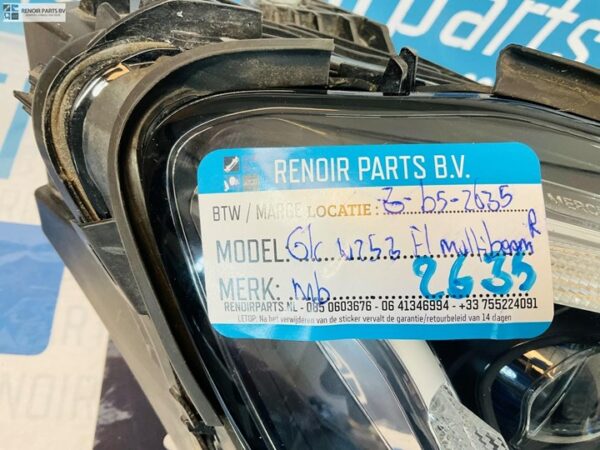 RENOIR PARTS BV.
parts
RENOIR PARTS B.V.
BTW / MARGE LOCATIE: 3-b5-2635
MODEL: Glc W253 Fl multibeam R
MERK: mb 2635
RENOIRPARTS.NL - 085 0603676 - 06 41346994 - +33 755224091
LETOP: Na het verwijderen van de sticker vervalt de garantie/retourbeleid van 14 dagen